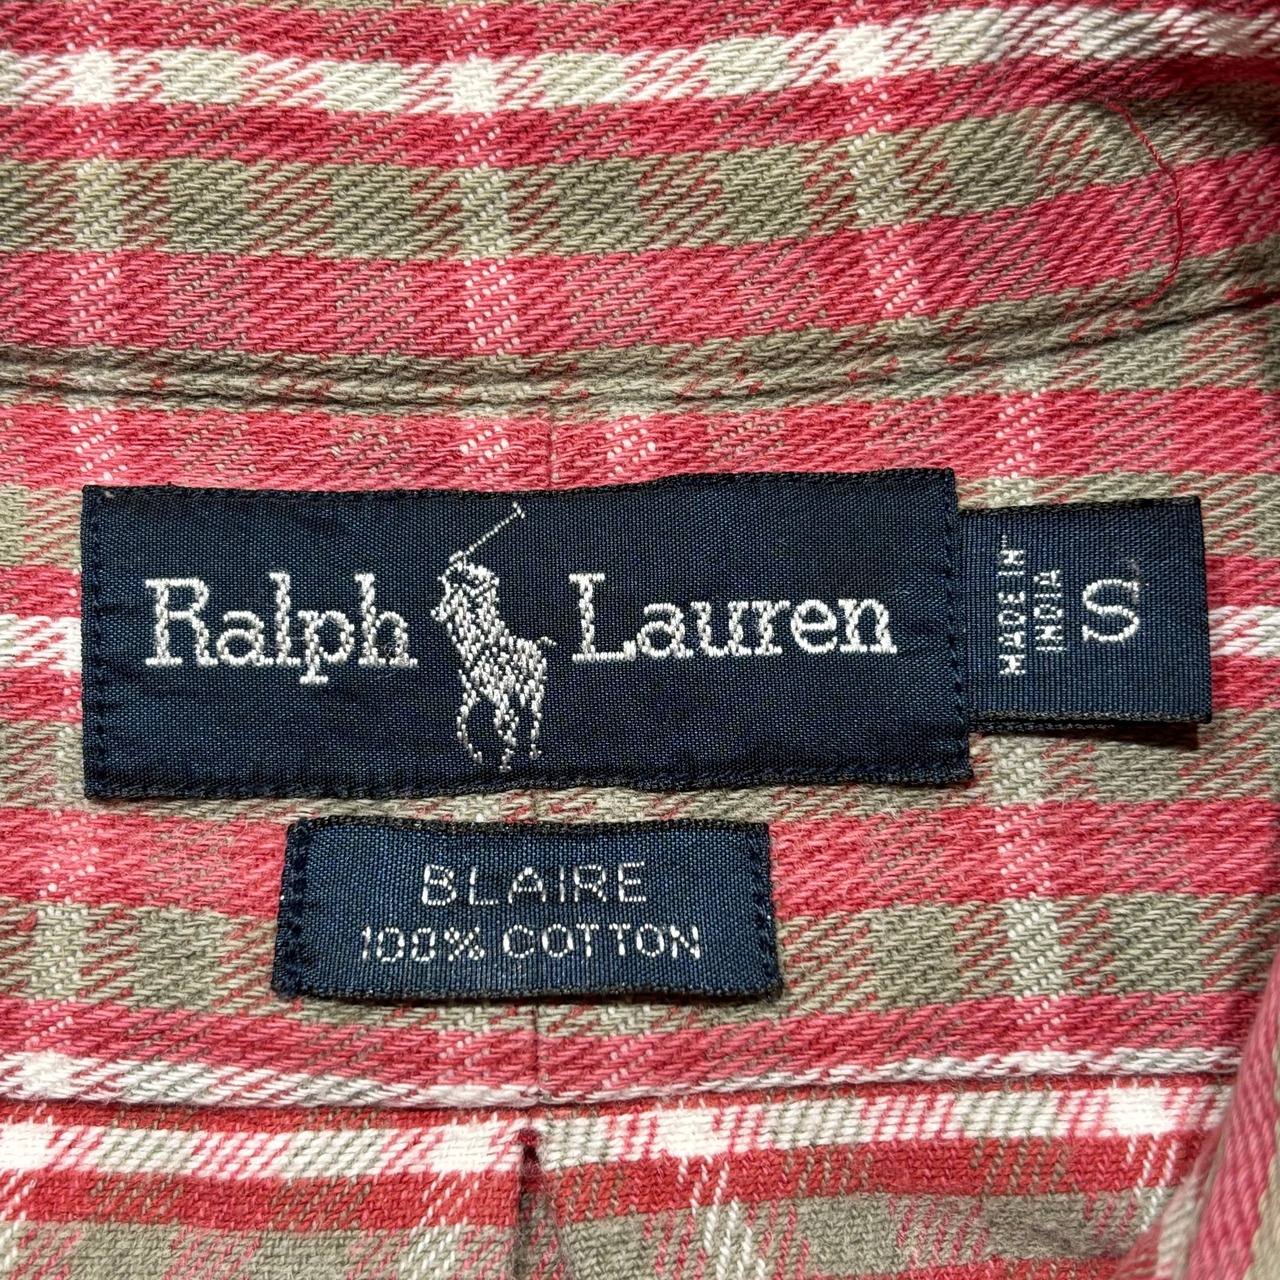 Ralph Lauren
MADE IN
INDIA
S
BLAIRE
100% COTTON